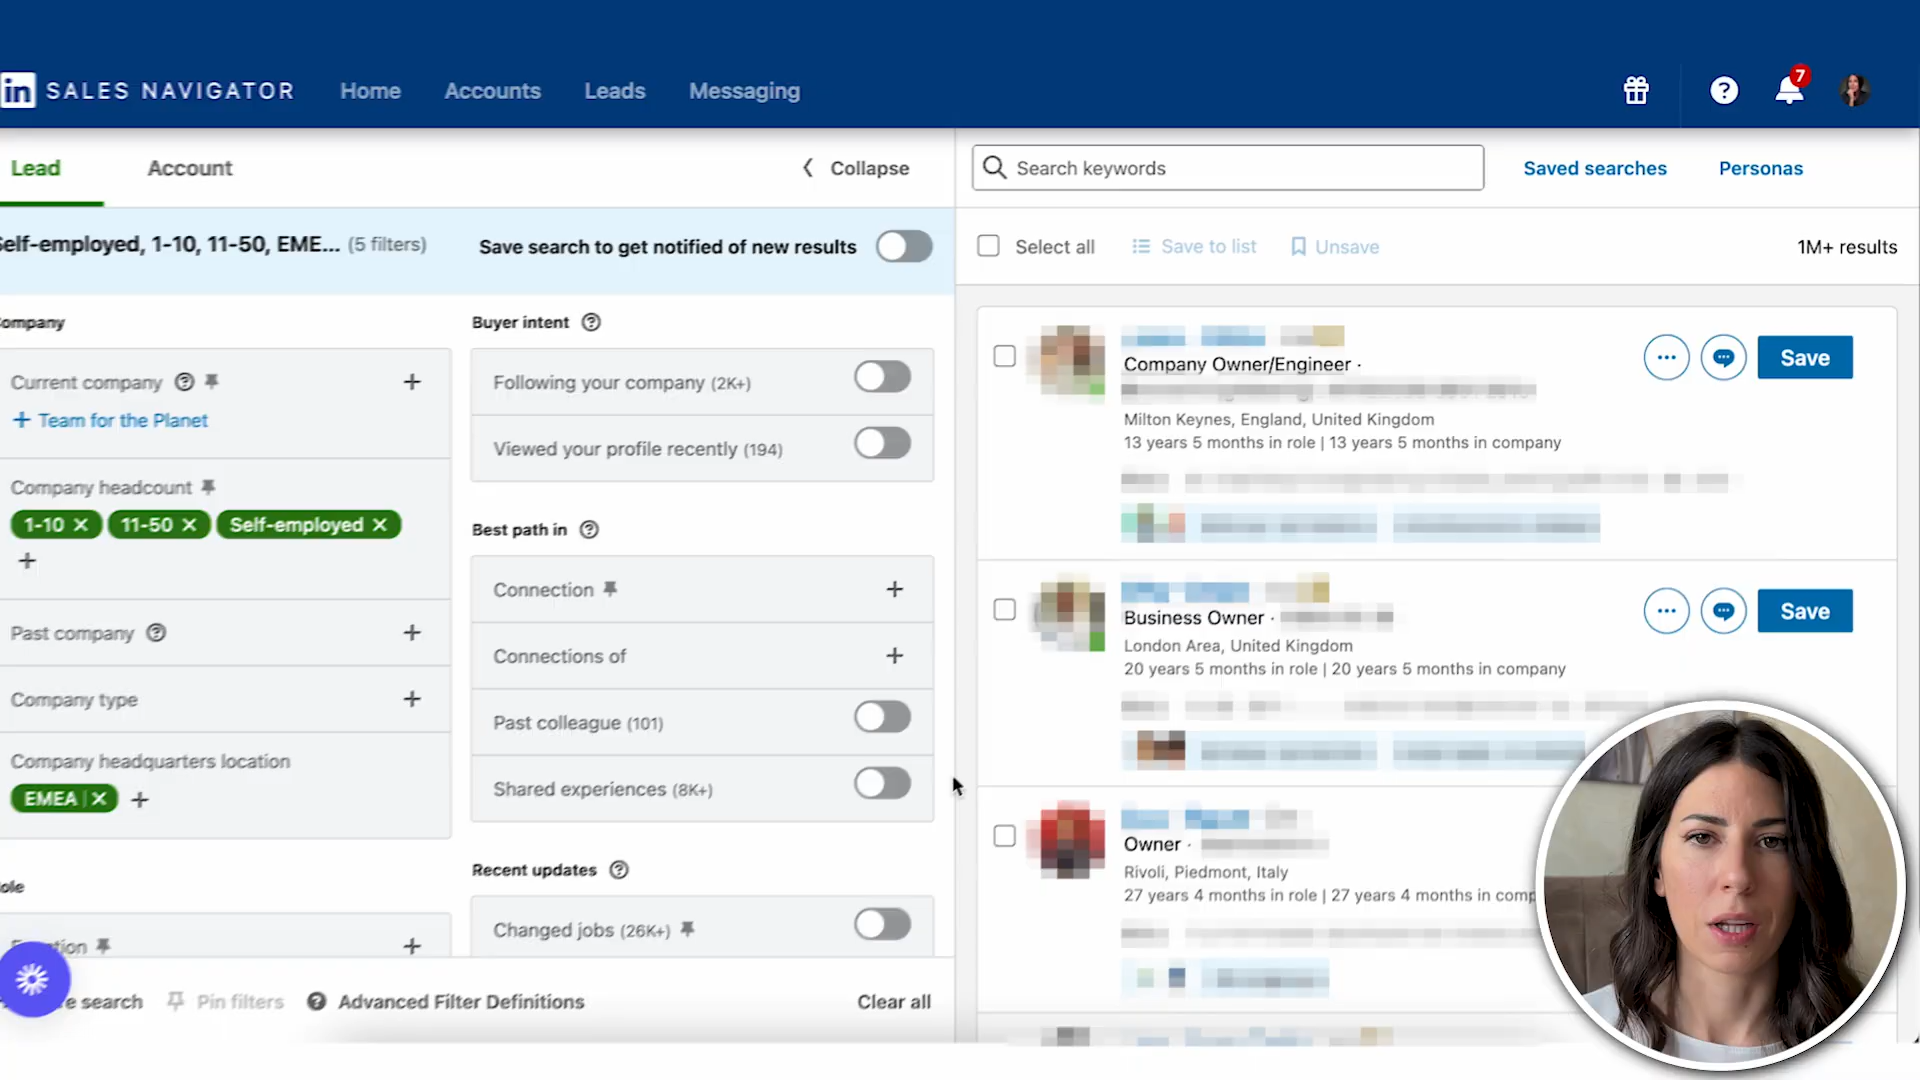 in SALES NAVIGATOR
Home
Accounts
Leads
Messaging
?
7
Lead
Account
Collapse
Search keywords
Saved searches
Personas
Self-employed, 1-10, 11-50, EME... (5 filters)
Save search to get notified of new results
Select all
Save to list
Unsave
1M+ results
Company
Current company
+ Team for the Planet
Company headcount
1-10
11-50
Self-employed
Past company
Company type
Company headquarters location
EMEA
Buyer intent
Following your company (2K+)
Viewed your profile recently (194)
Best path in
Connection
Connections of
Past colleague (101)
Shared experiences (8K+)
Recent updates
Changed jobs (26K+)
search
Pin filters
Advanced Filter Definitions
Clear all
Company Owner/Engineer ·
Milton Keynes, England, United Kingdom
13 years 5 months in role | 13 years 5 months in company
Save
Business Owner ·
London Area, United Kingdom
20 years 5 months in role | 20 years 5 months in company
Save
Owner ·
Rivoli, Piedmont, Italy
27 years 4 months in role | 27 years 4 months in comp